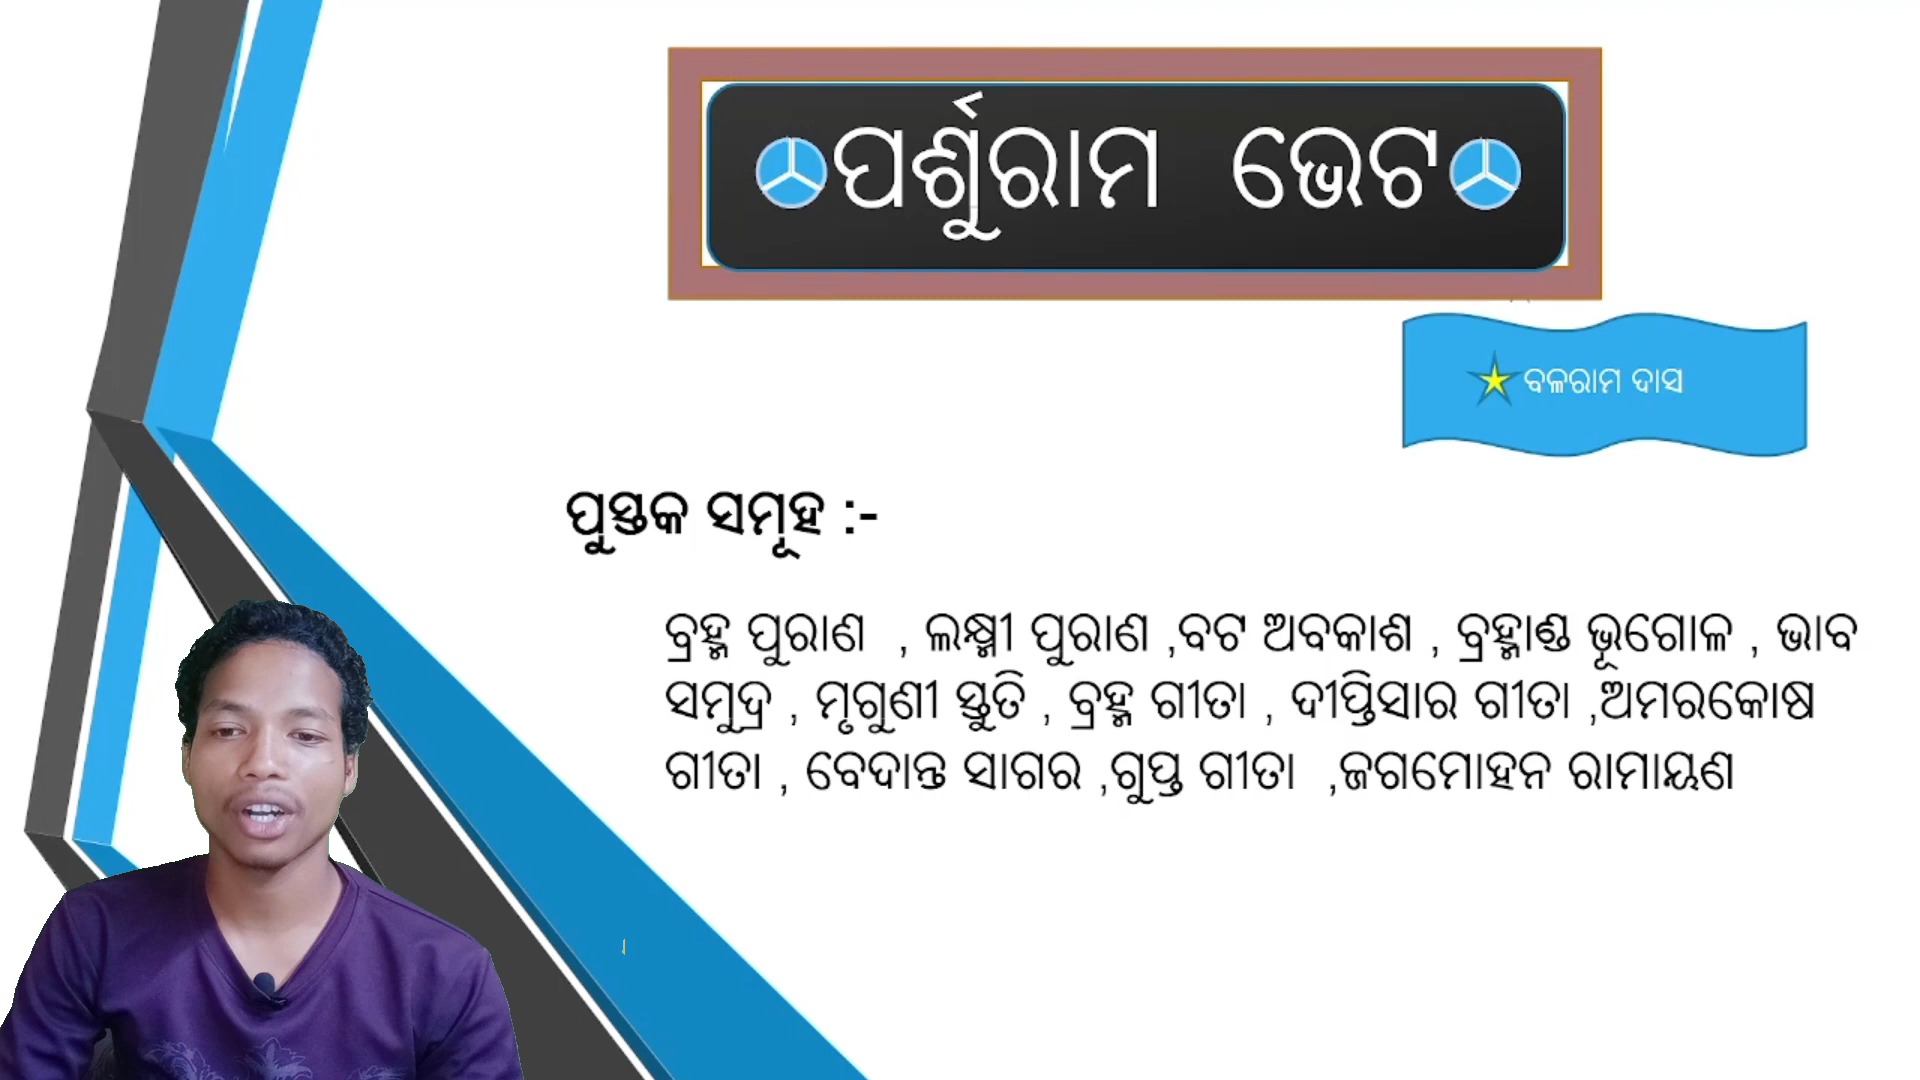 ପର୍ଶୁରାମ ଭେଟ
ବଳରାମ ଦାସ
ପୁସ୍ତକ ସମୂହ :-
ବ୍ରହ୍ମ ପୁରାଣ , ଲକ୍ଷ୍ମୀ ପୁରାଣ ,ବଟ ଅବକାଶ , ବ୍ରହ୍ମାଣ୍ଡ ଭୂଗୋଳ , ଭାବ
ସମୁଦ୍ର , ମୃଗୁଣୀ ସ୍ତୁତି , ବ୍ରହ୍ମ ଗୀତା , ଦୀପ୍ତିସାର ଗୀତା ,ଅମରକୋଷ
ଗୀତା , ବେଦାନ୍ତ ସାଗର ,ଗୁପ୍ତ ଗୀତା ,ଜଗମୋହନ ରାମାୟଣ